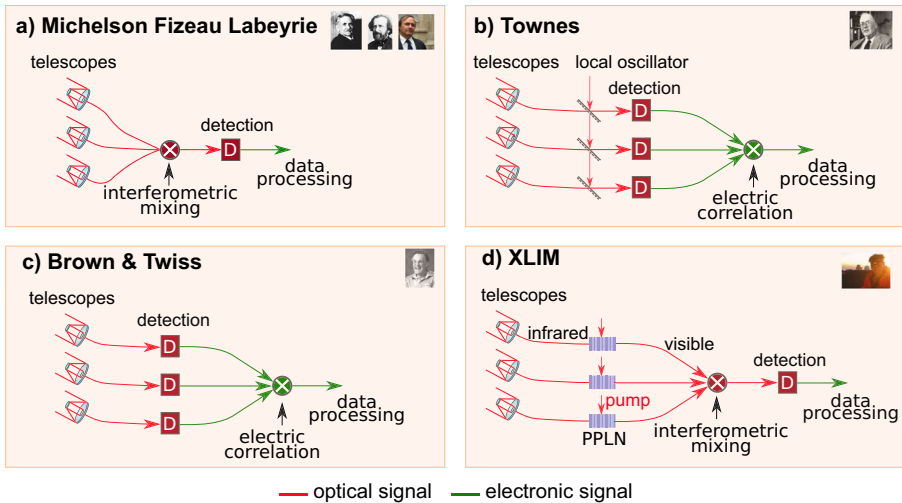 a) Michelson Fizeau Labeyrie
telescopes
detection
D
data
processing
interferometric
mixing
b) Townes
telescopes
local oscillator
detection
D
D
D
data
processing
electric
correlation
c) Brown & Twiss
telescopes
detection
D
D
D
data
processing
electric
correlation
d) XLIM
telescopes
infrared
visible
detection
D
pump
PPLN
interferometric
mixing
data
processing
optical signal
electronic signal